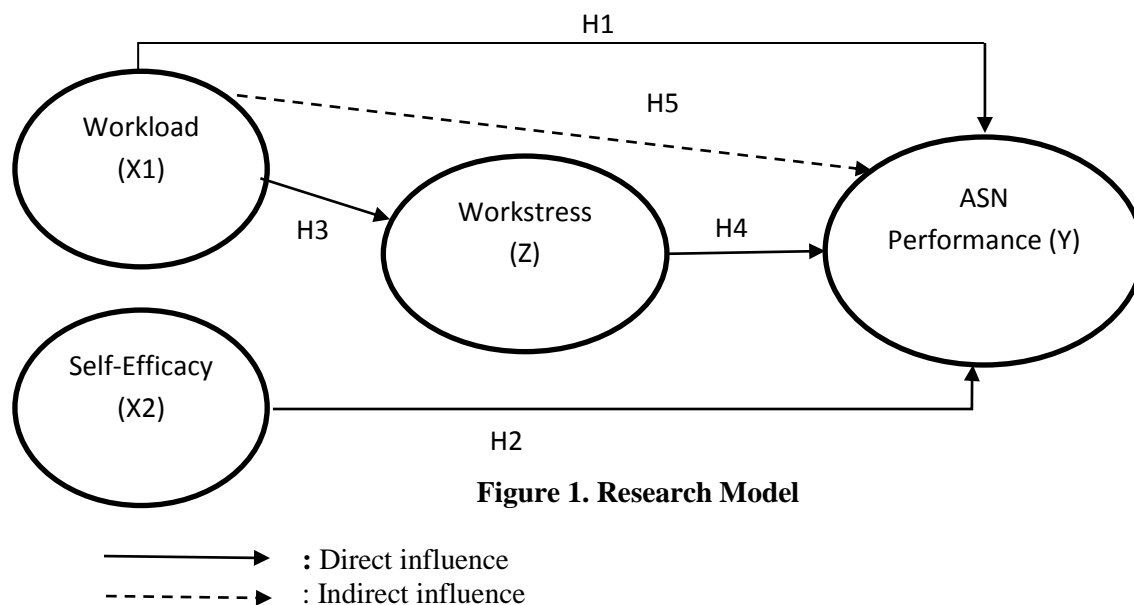 H1
Workload
(X1)
H5
H3
Workstress
(Z)
H4
ASN
Performance (Y)
Self-Efficacy
(X2)
H2
Figure 1. Research Model
: Direct influence
: Indirect influence